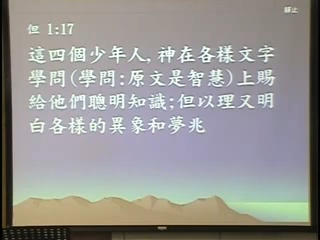 靜止
但 1:17
這四個少年人,神在各樣文字
學問(學問:原文是智慧)上賜
給他們聰明知識;但以理又明
白各樣的異象和夢兆